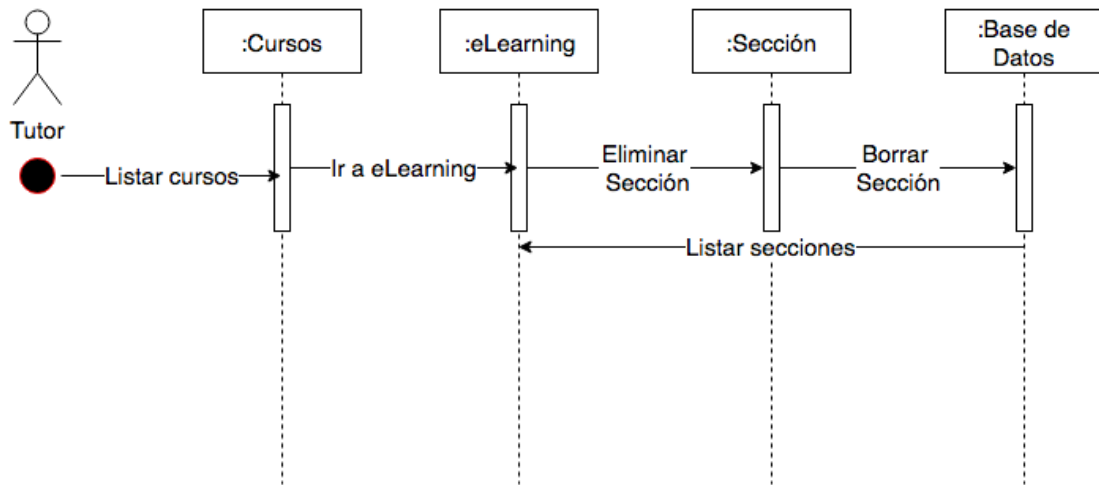 :Cursos
:eLearning
:Sección
:Base de
Datos
Tutor
Listar cursos
Ir a eLearning
Eliminar
Sección
Borrar
Sección
Listar secciones